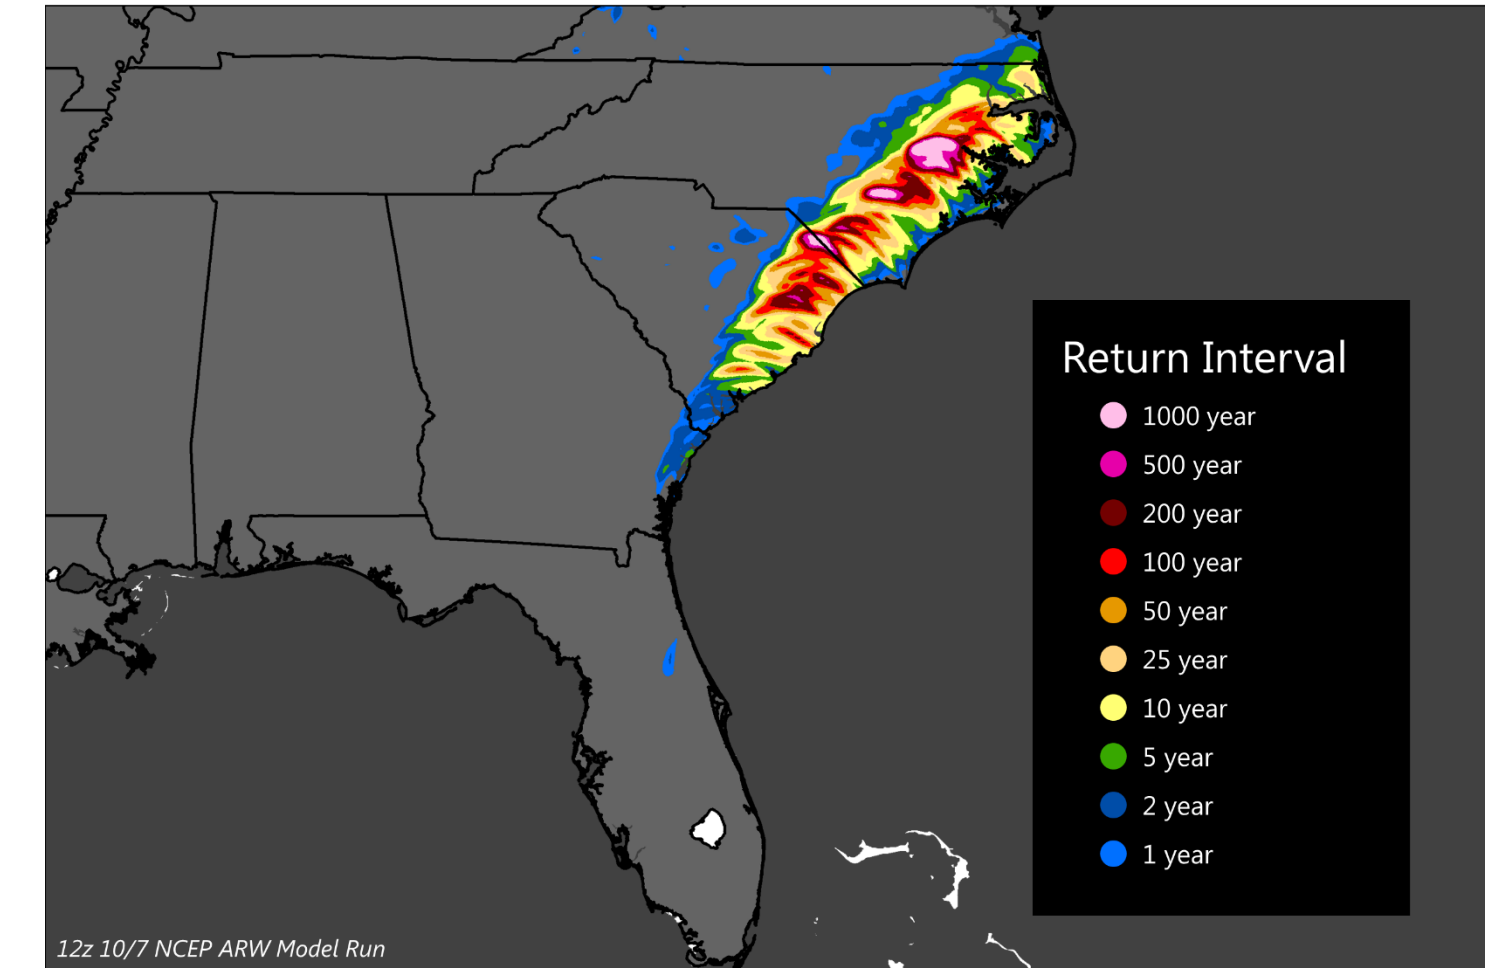 Return Interval
1000 year
500 year
200 year
100 year
50 year
25 year
10 year
5 year
2 year
1 year
12z 10/7 NCEP ARW Model Run